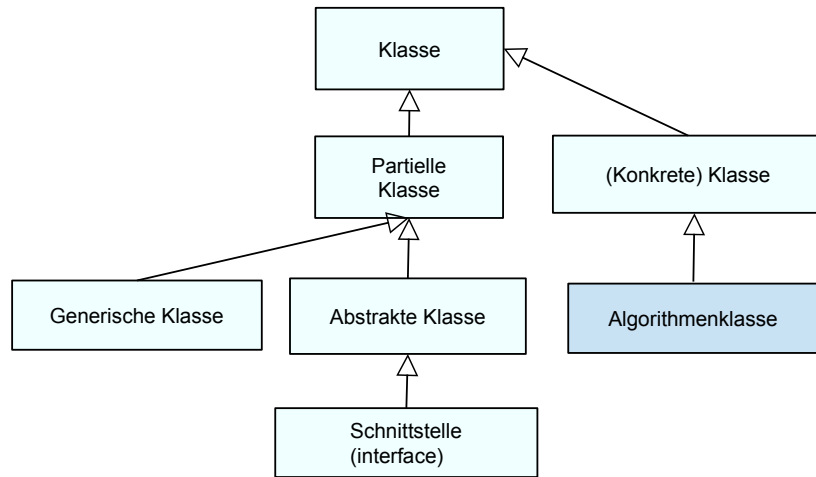 Klasse
Partielle
Klasse
(Konkrete) Klasse
Generische Klasse
Abstrakte Klasse
Algorithmenklasse
Schnittstelle
(interface)